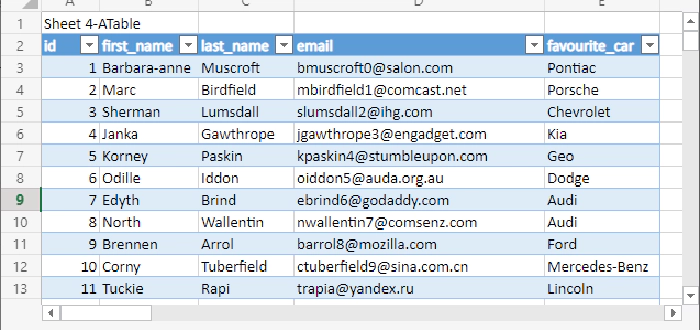 A B C D E
1 Sheet 4-ATable
2 id first_name last_name email favourite_car
3 1 Barbara-anne Muscroft bmuscroft0@salon.com Pontiac
4 2 Marc Birdfield mbirdfield1@comcast.net Porsche
5 3 Sherman Lumsdall slumsdall2@ihg.com Chevrolet
6 4 Janka Gawthrope jgawthrope3@engadget.com Kia
7 5 Korney Paskin kpaskin4@stumbleupon.com Geo
8 6 Odille Iddon oiddon5@auda.org.au Dodge
9 7 Edyth Brind ebrind6@godaddy.com Audi
10 8 North Wallentin nwallentin7@comsenz.com Audi
11 9 Brennen Arrol barrol8@mozilla.com Ford
12 10 Corny Tuberfield ctuberfield9@sina.com.cn Mercedes-Benz
13 11 Tuckie Rapi trapia@yandex.ru Lincoln